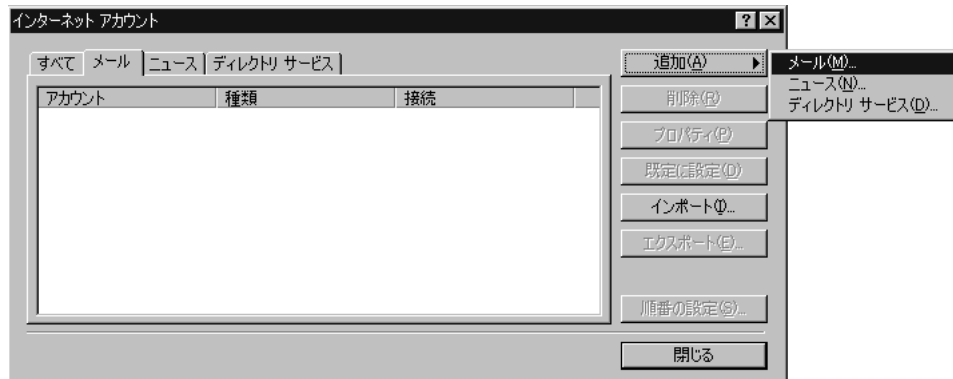 インターネット アカウント
すべて メール ニュース ディレクトリ サービス
アカウント 種類 接続
追加(A)
削除(R)
プロパティ(P)
既定に設定(D)
インポート(I)...
エクスポート(E)...
順番の設定(S)...
閉じる
メール(M)...
ニュース(N)...
ディレクトリ サービス(D)...